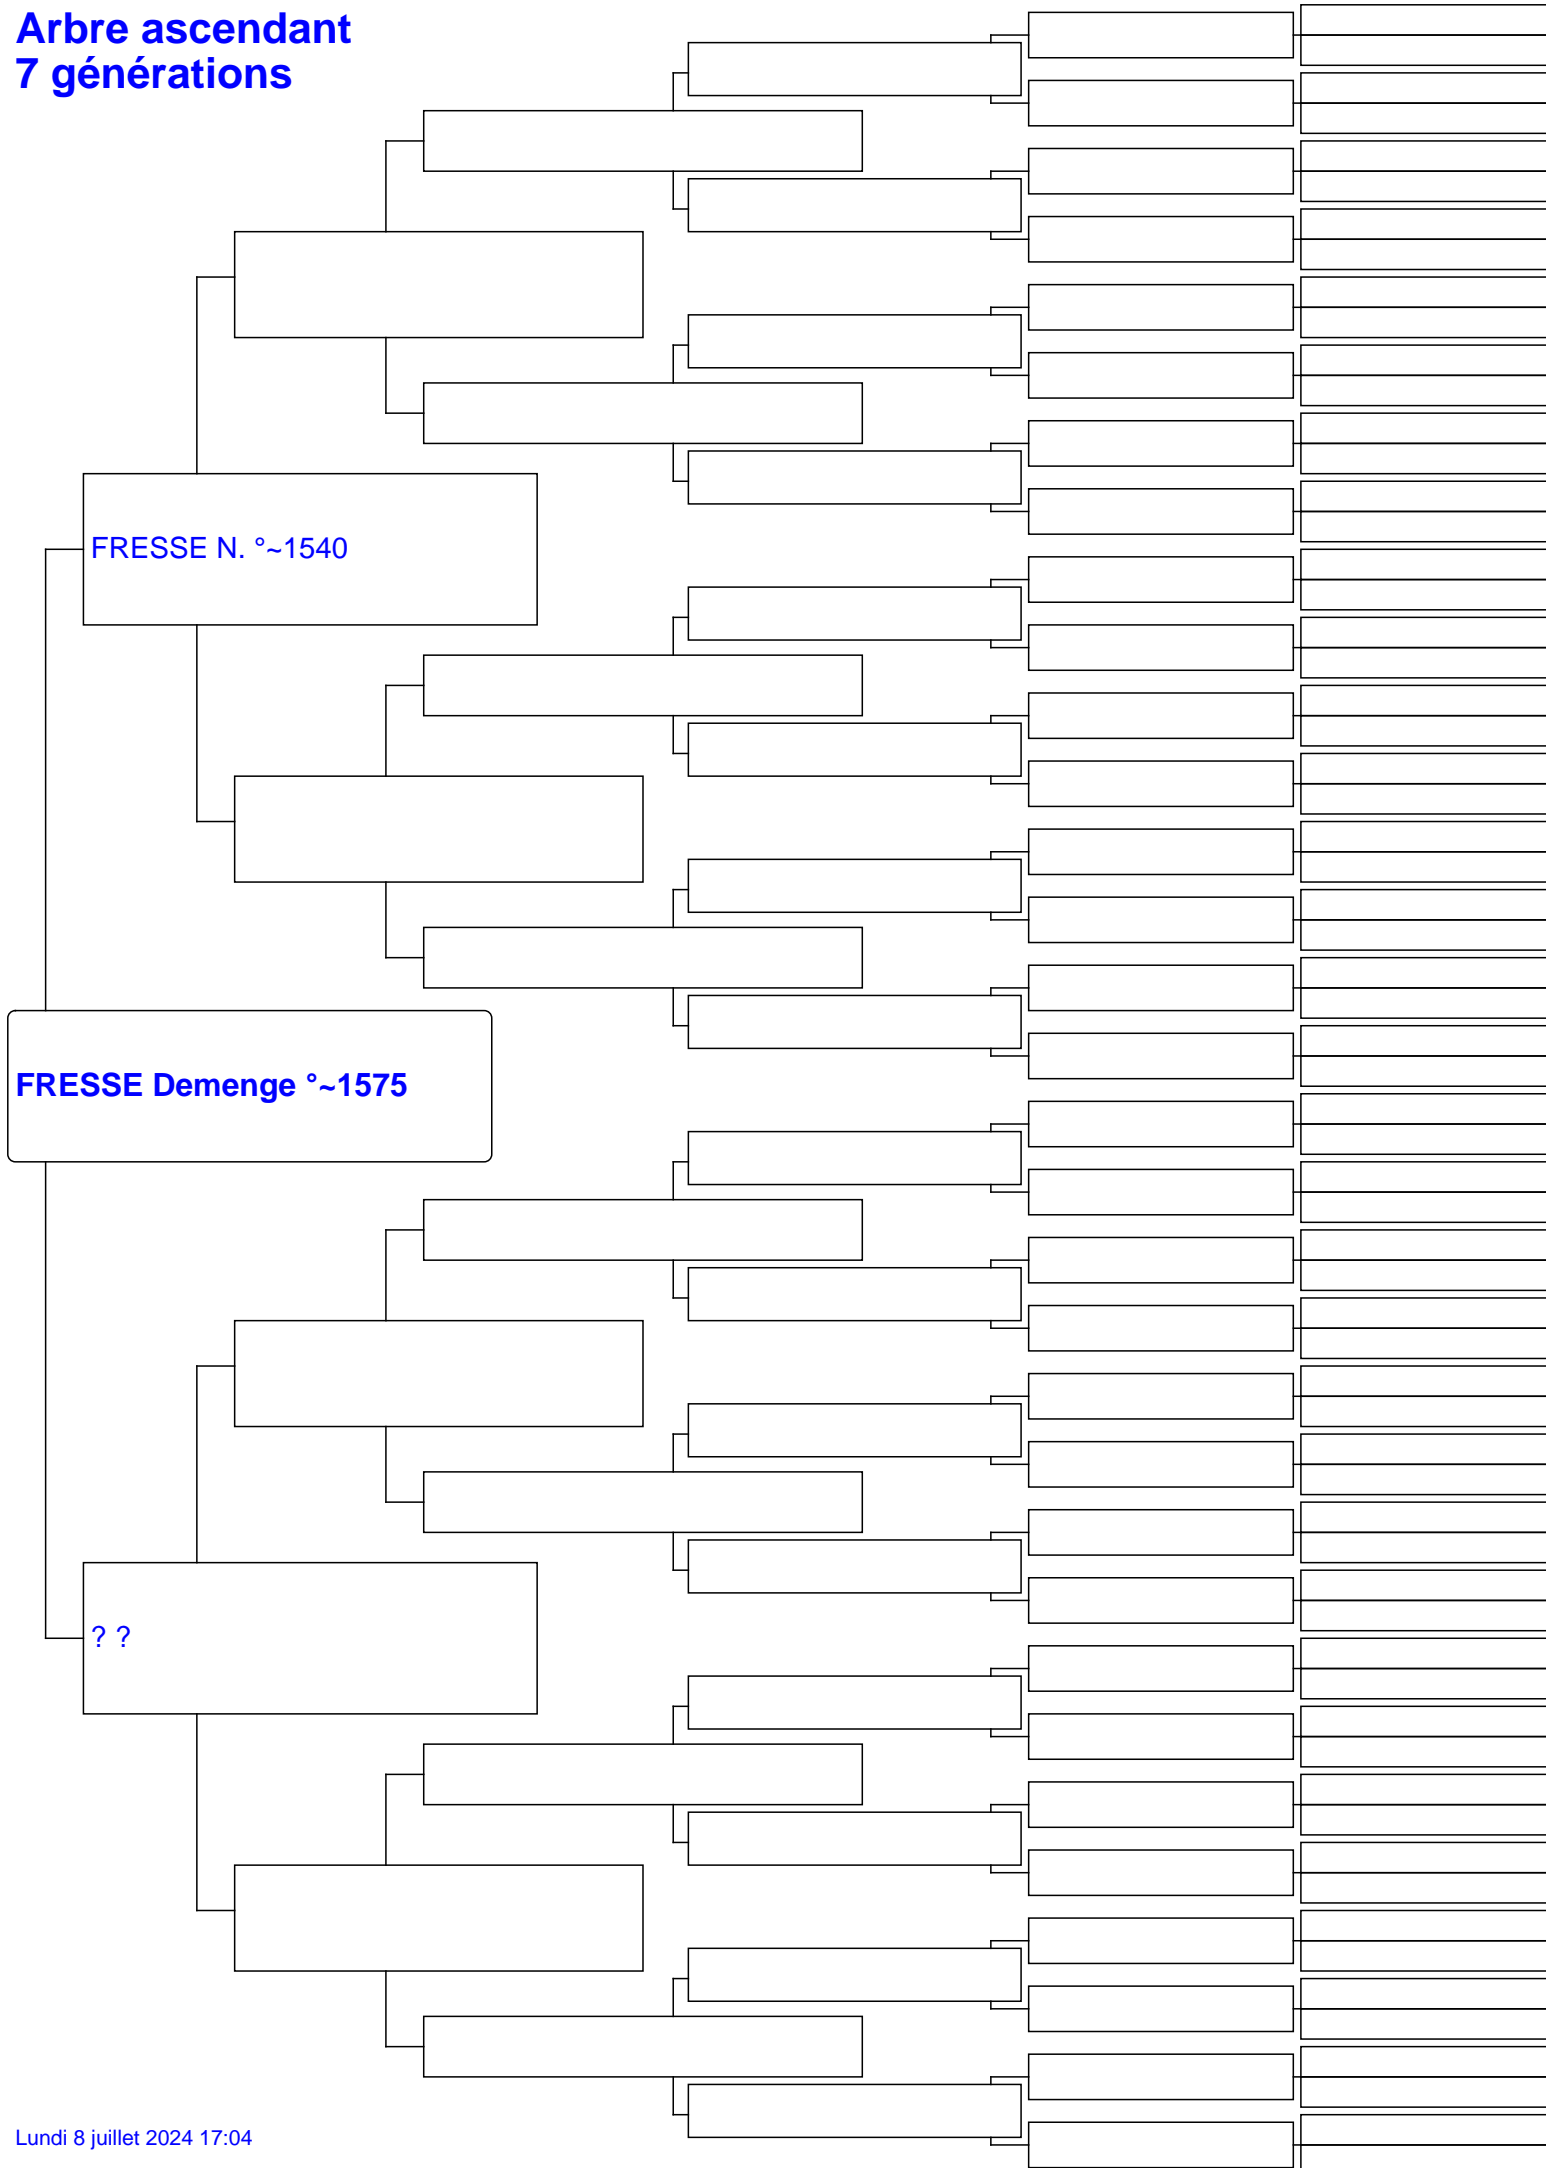 Arbre ascendant
7 générations
FRESSE N. °~1540
FRESSE Demenge °~1575
? ?
Lundi 8 juillet 2024 17:04